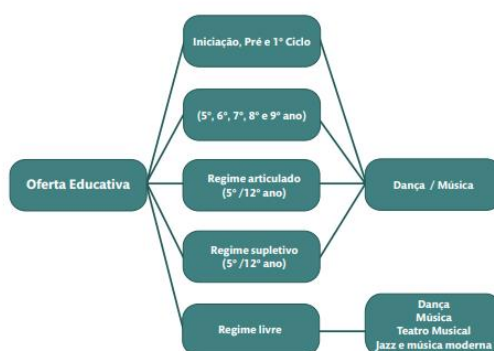 Iniciação, Pré e 1º Ciclo
(5º, 6º, 7º, 8º e 9º ano)
Oferta Educativa
Regime articulado
(5º /12º ano)
Dança / Música
Regime supletivo
(5º /12º ano)
Regime livre
Dança
Música
Teatro Musical
Jazz e música moderna